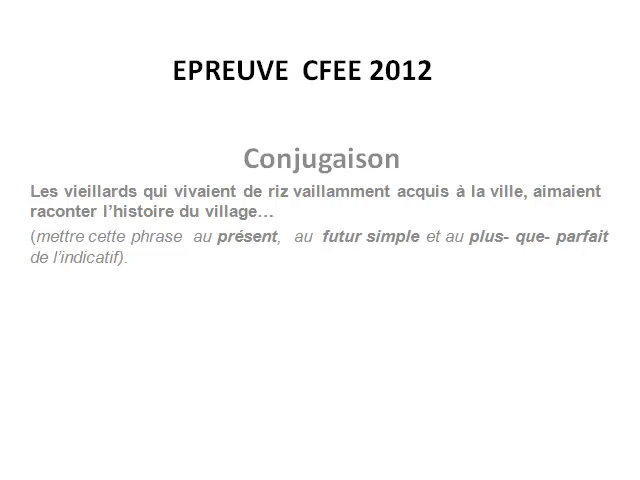 EPREUVE CFEE 2012
Conjugaison
Les vieillards qui vivaient de riz vaillamment acquis à la ville, aimaient
raconter l’histoire du village…
(mettre cette phrase au présent, au futur simple et au plus- que- parfait
de l’indicatif).